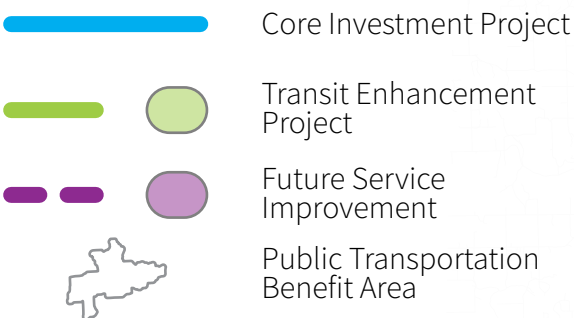 Core Investment Project
Transit Enhancement
Project
Future Service
Improvement
Public Transportation
Benefit Area